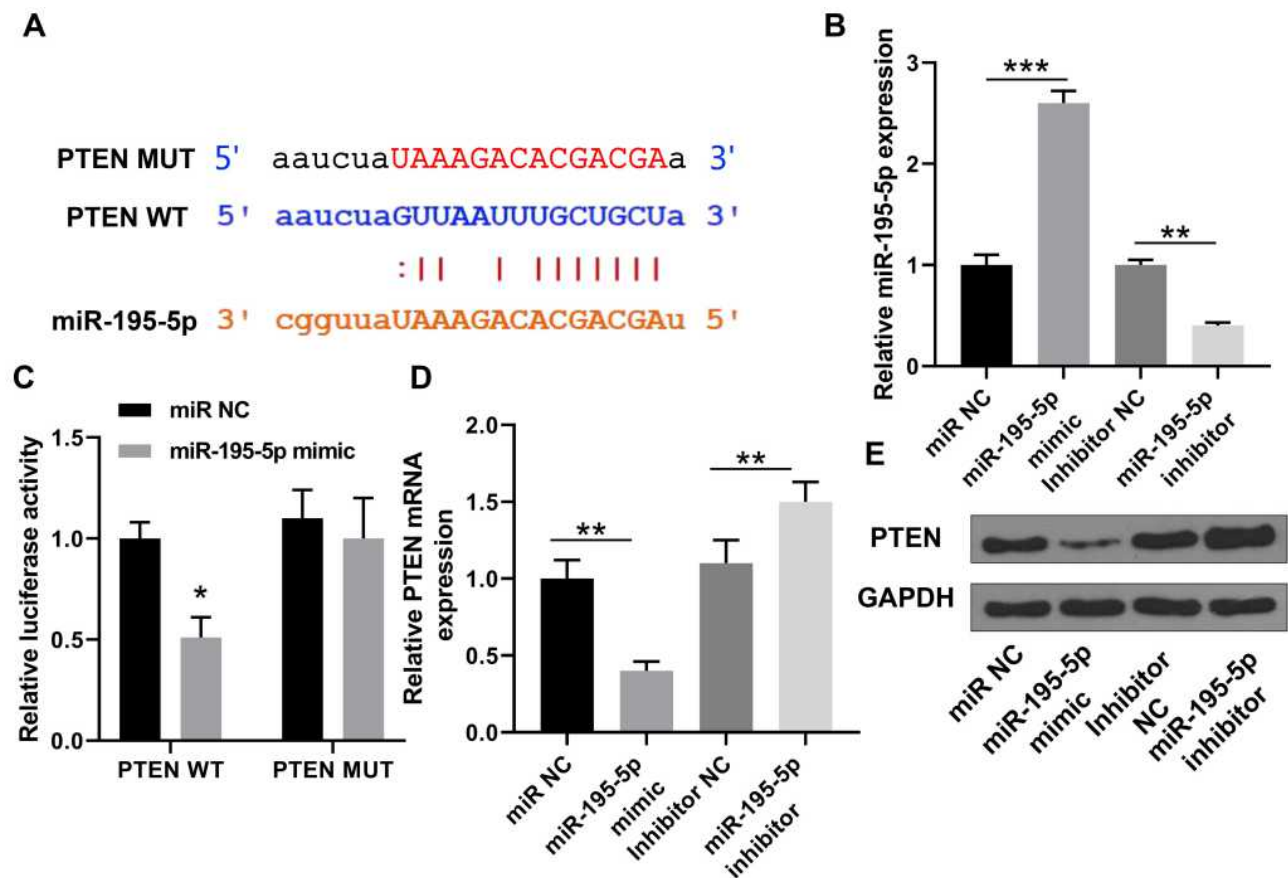 A
PTEN MUT 5' aaucuaUAAAGACACGACGAa 3'
PTEN WT 5' aaucuaGUUAAUUUGCUGCUa 3'
:|| | |||||||
miR-195-5p 3' cgguuaUAAAGACACGACGAu 5'
B
Relative miR-195-5p expression
3
2
1
0
***
**
miR NC
miR-195-5p
mimic
Inhibitor NC
miR-195-5p
inhibitor
C
miR NC
miR-195-5p mimic
Relative luciferase activity
1.5
1.0
0.5
0.0
*
PTEN WT
PTEN MUT
D
Relative PTEN mRNA
expression
2.0
1.5
1.0
0.5
0.0
**
**
miR NC
miR-195-5p
mimic
Inhibitor NC
miR-195-5p
inhibitor
E
PTEN
GAPDH
miR NC
miR-195-5p
mimic
Inhibitor
NC
miR-195-5p
inhibitor